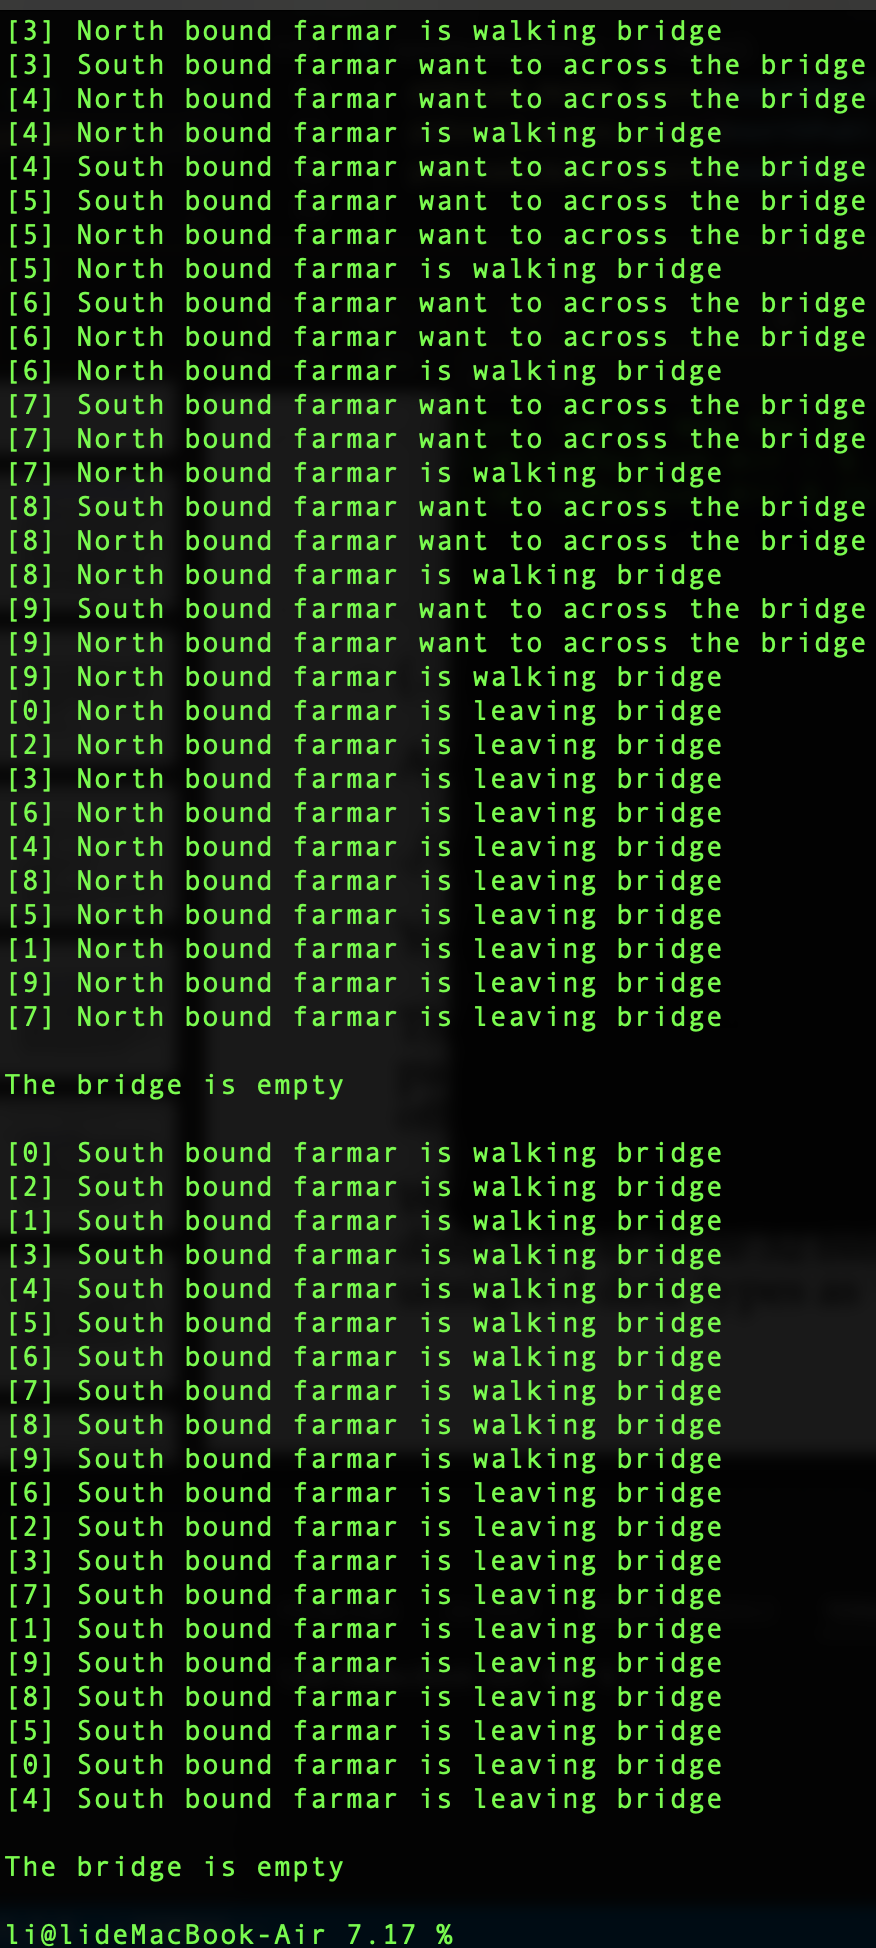 [3] North bound farmar is walking bridge
[3] South bound farmar want to across the bridge
[4] North bound farmar want to across the bridge
[4] North bound farmar is walking bridge
[4] South bound farmar want to across the bridge
[5] South bound farmar want to across the bridge
[5] North bound farmar want to across the bridge
[5] North bound farmar is walking bridge
[6] South bound farmar want to across the bridge
[6] North bound farmar want to across the bridge
[6] North bound farmar is walking bridge
[7] South bound farmar want to across the bridge
[7] North bound farmar want to across the bridge
[7] North bound farmar is walking bridge
[8] South bound farmar want to across the bridge
[8] North bound farmar want to across the bridge
[8] North bound farmar is walking bridge
[9] South bound farmar want to across the bridge
[9] North bound farmar want to across the bridge
[9] North bound farmar is walking bridge
[0] North bound farmar is leaving bridge
[2] North bound farmar is leaving bridge
[3] North bound farmar is leaving bridge
[6] North bound farmar is leaving bridge
[4] North bound farmar is leaving bridge
[8] North bound farmar is leaving bridge
[5] North bound farmar is leaving bridge
[1] North bound farmar is leaving bridge
[9] North bound farmar is leaving bridge
[7] North bound farmar is leaving bridge
The bridge is empty
[0] South bound farmar is walking bridge
[2] South bound farmar is walking bridge
[1] South bound farmar is walking bridge
[3] South bound farmar is walking bridge
[4] South bound farmar is walking bridge
[5] South bound farmar is walking bridge
[6] South bound farmar is walking bridge
[7] South bound farmar is walking bridge
[8] South bound farmar is walking bridge
[9] South bound farmar is walking bridge
[6] South bound farmar is leaving bridge
[2] South bound farmar is leaving bridge
[3] South bound farmar is leaving bridge
[7] South bound farmar is leaving bridge
[1] South bound farmar is leaving bridge
[9] South bound farmar is leaving bridge
[8] South bound farmar is leaving bridge
[5] South bound farmar is leaving bridge
[0] South bound farmar is leaving bridge
[4] South bound farmar is leaving bridge
The bridge is empty
li@lideMacBook-Air 7.17 %